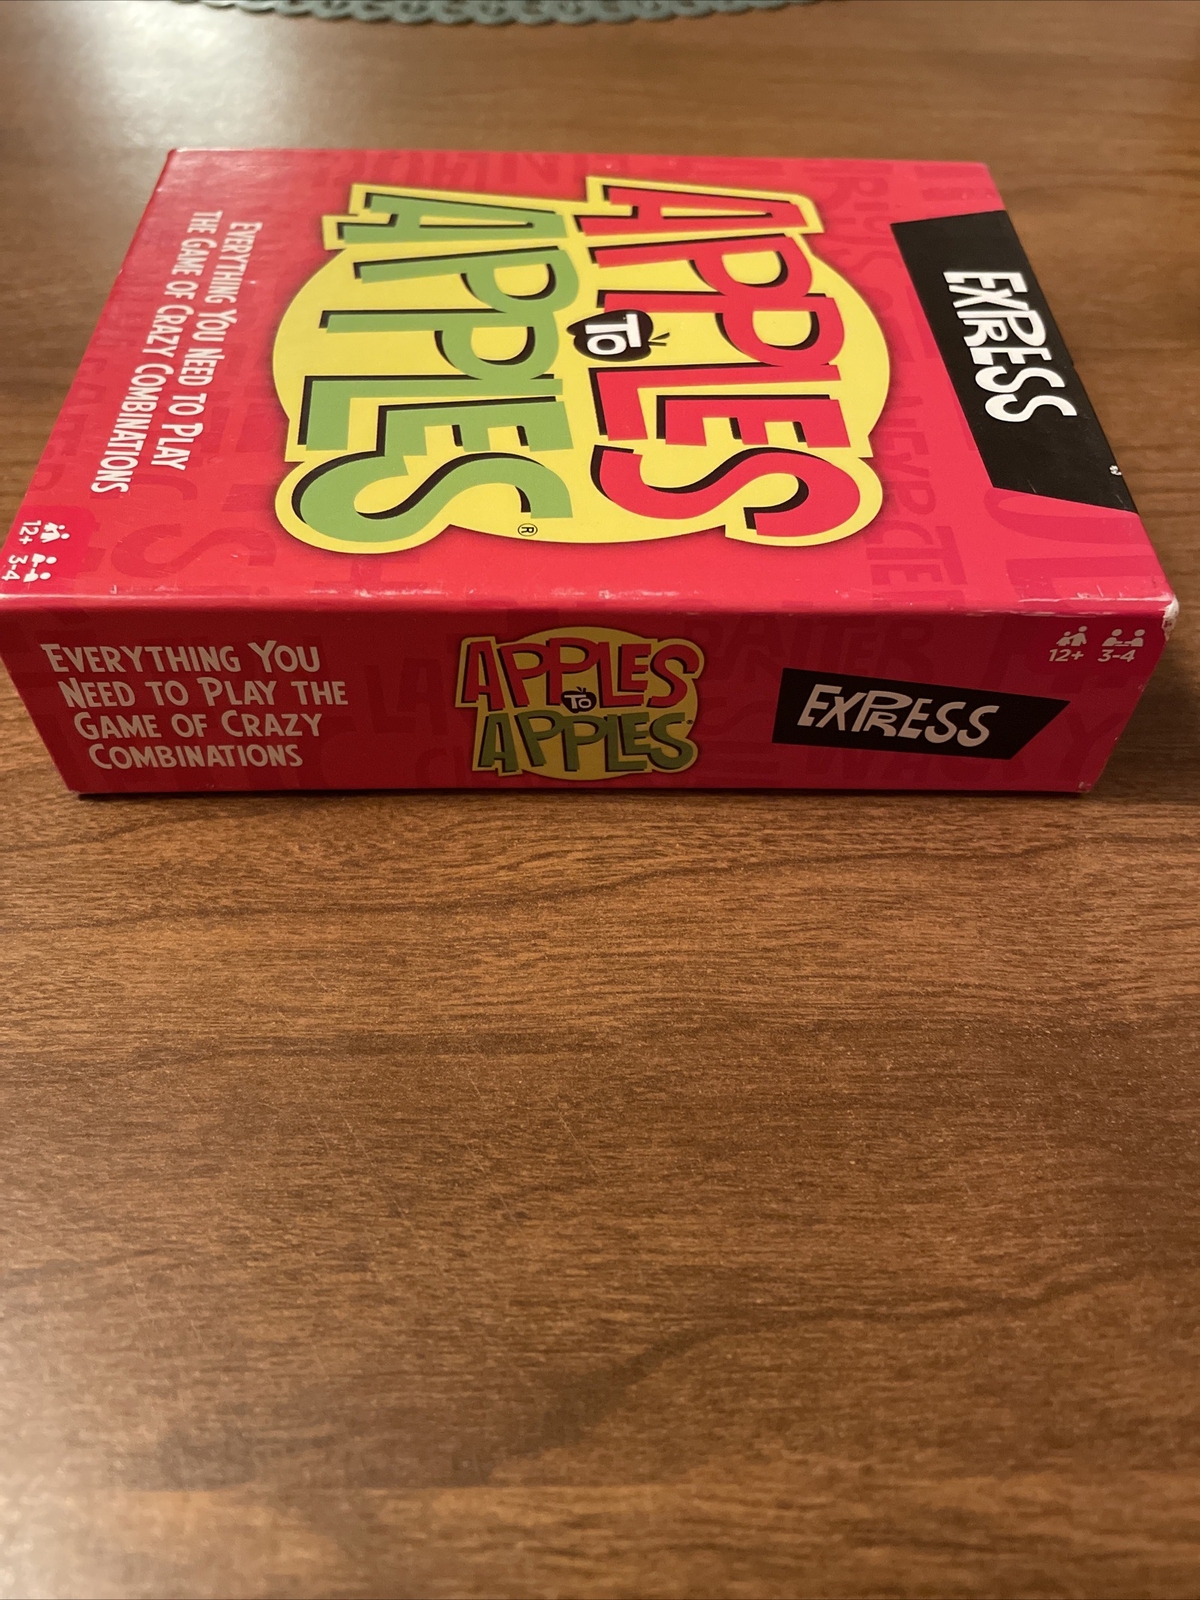 EXPRESS
APPLES
TO
APPLES®
EVERYTHING YOU NEED TO PLAY
THE GAME OF CRAZY COMBINATIONS
12+ 3-4
EVERYTHING YOU
NEED TO PLAY THE
GAME OF CRAZY
COMBINATIONS
APPLES
TO
APPLES
EXPRESS
12+ 3-4